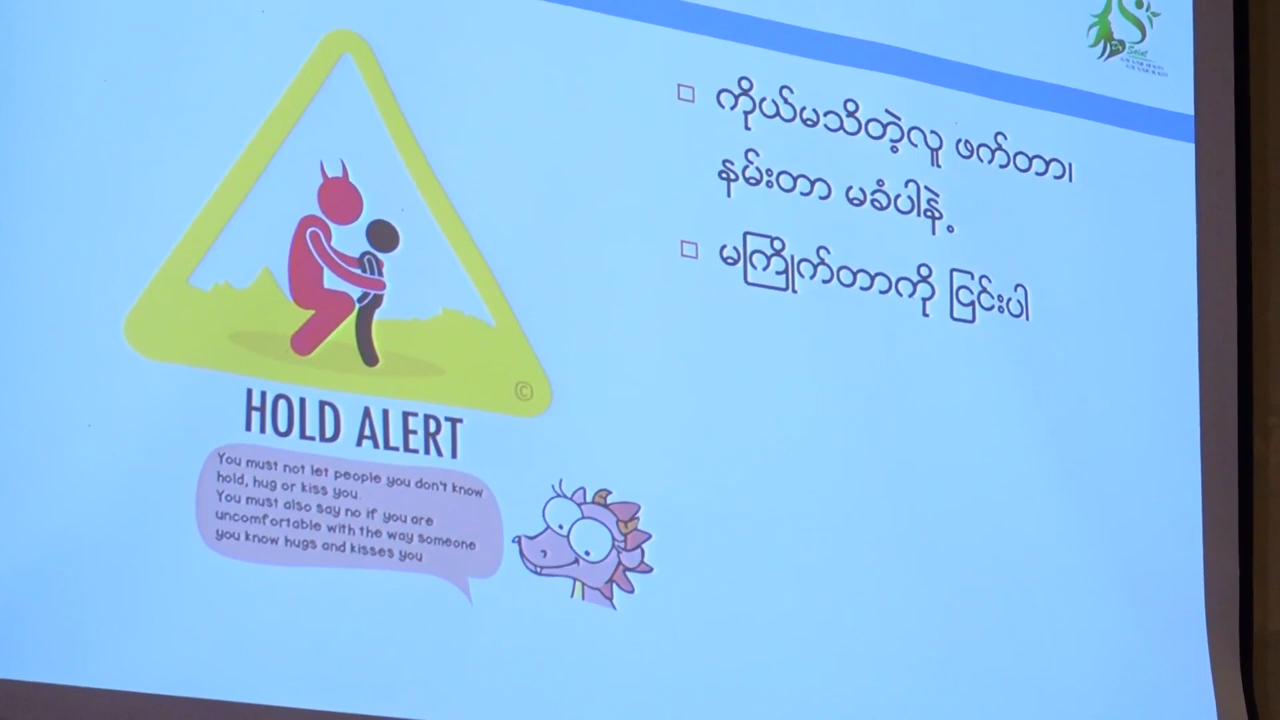 ကိုယ်မသိတဲ့လူ ဖက်တာ၊
နမ်းတာ မခံပါနဲ့
မကြိုက်တာကို ငြင်းပါ
©
HOLD ALERT
You must not let people you don't know
hold, hug or kiss you.
You must also say no if you are
uncomfortable with the way someone
you know hugs and kisses you